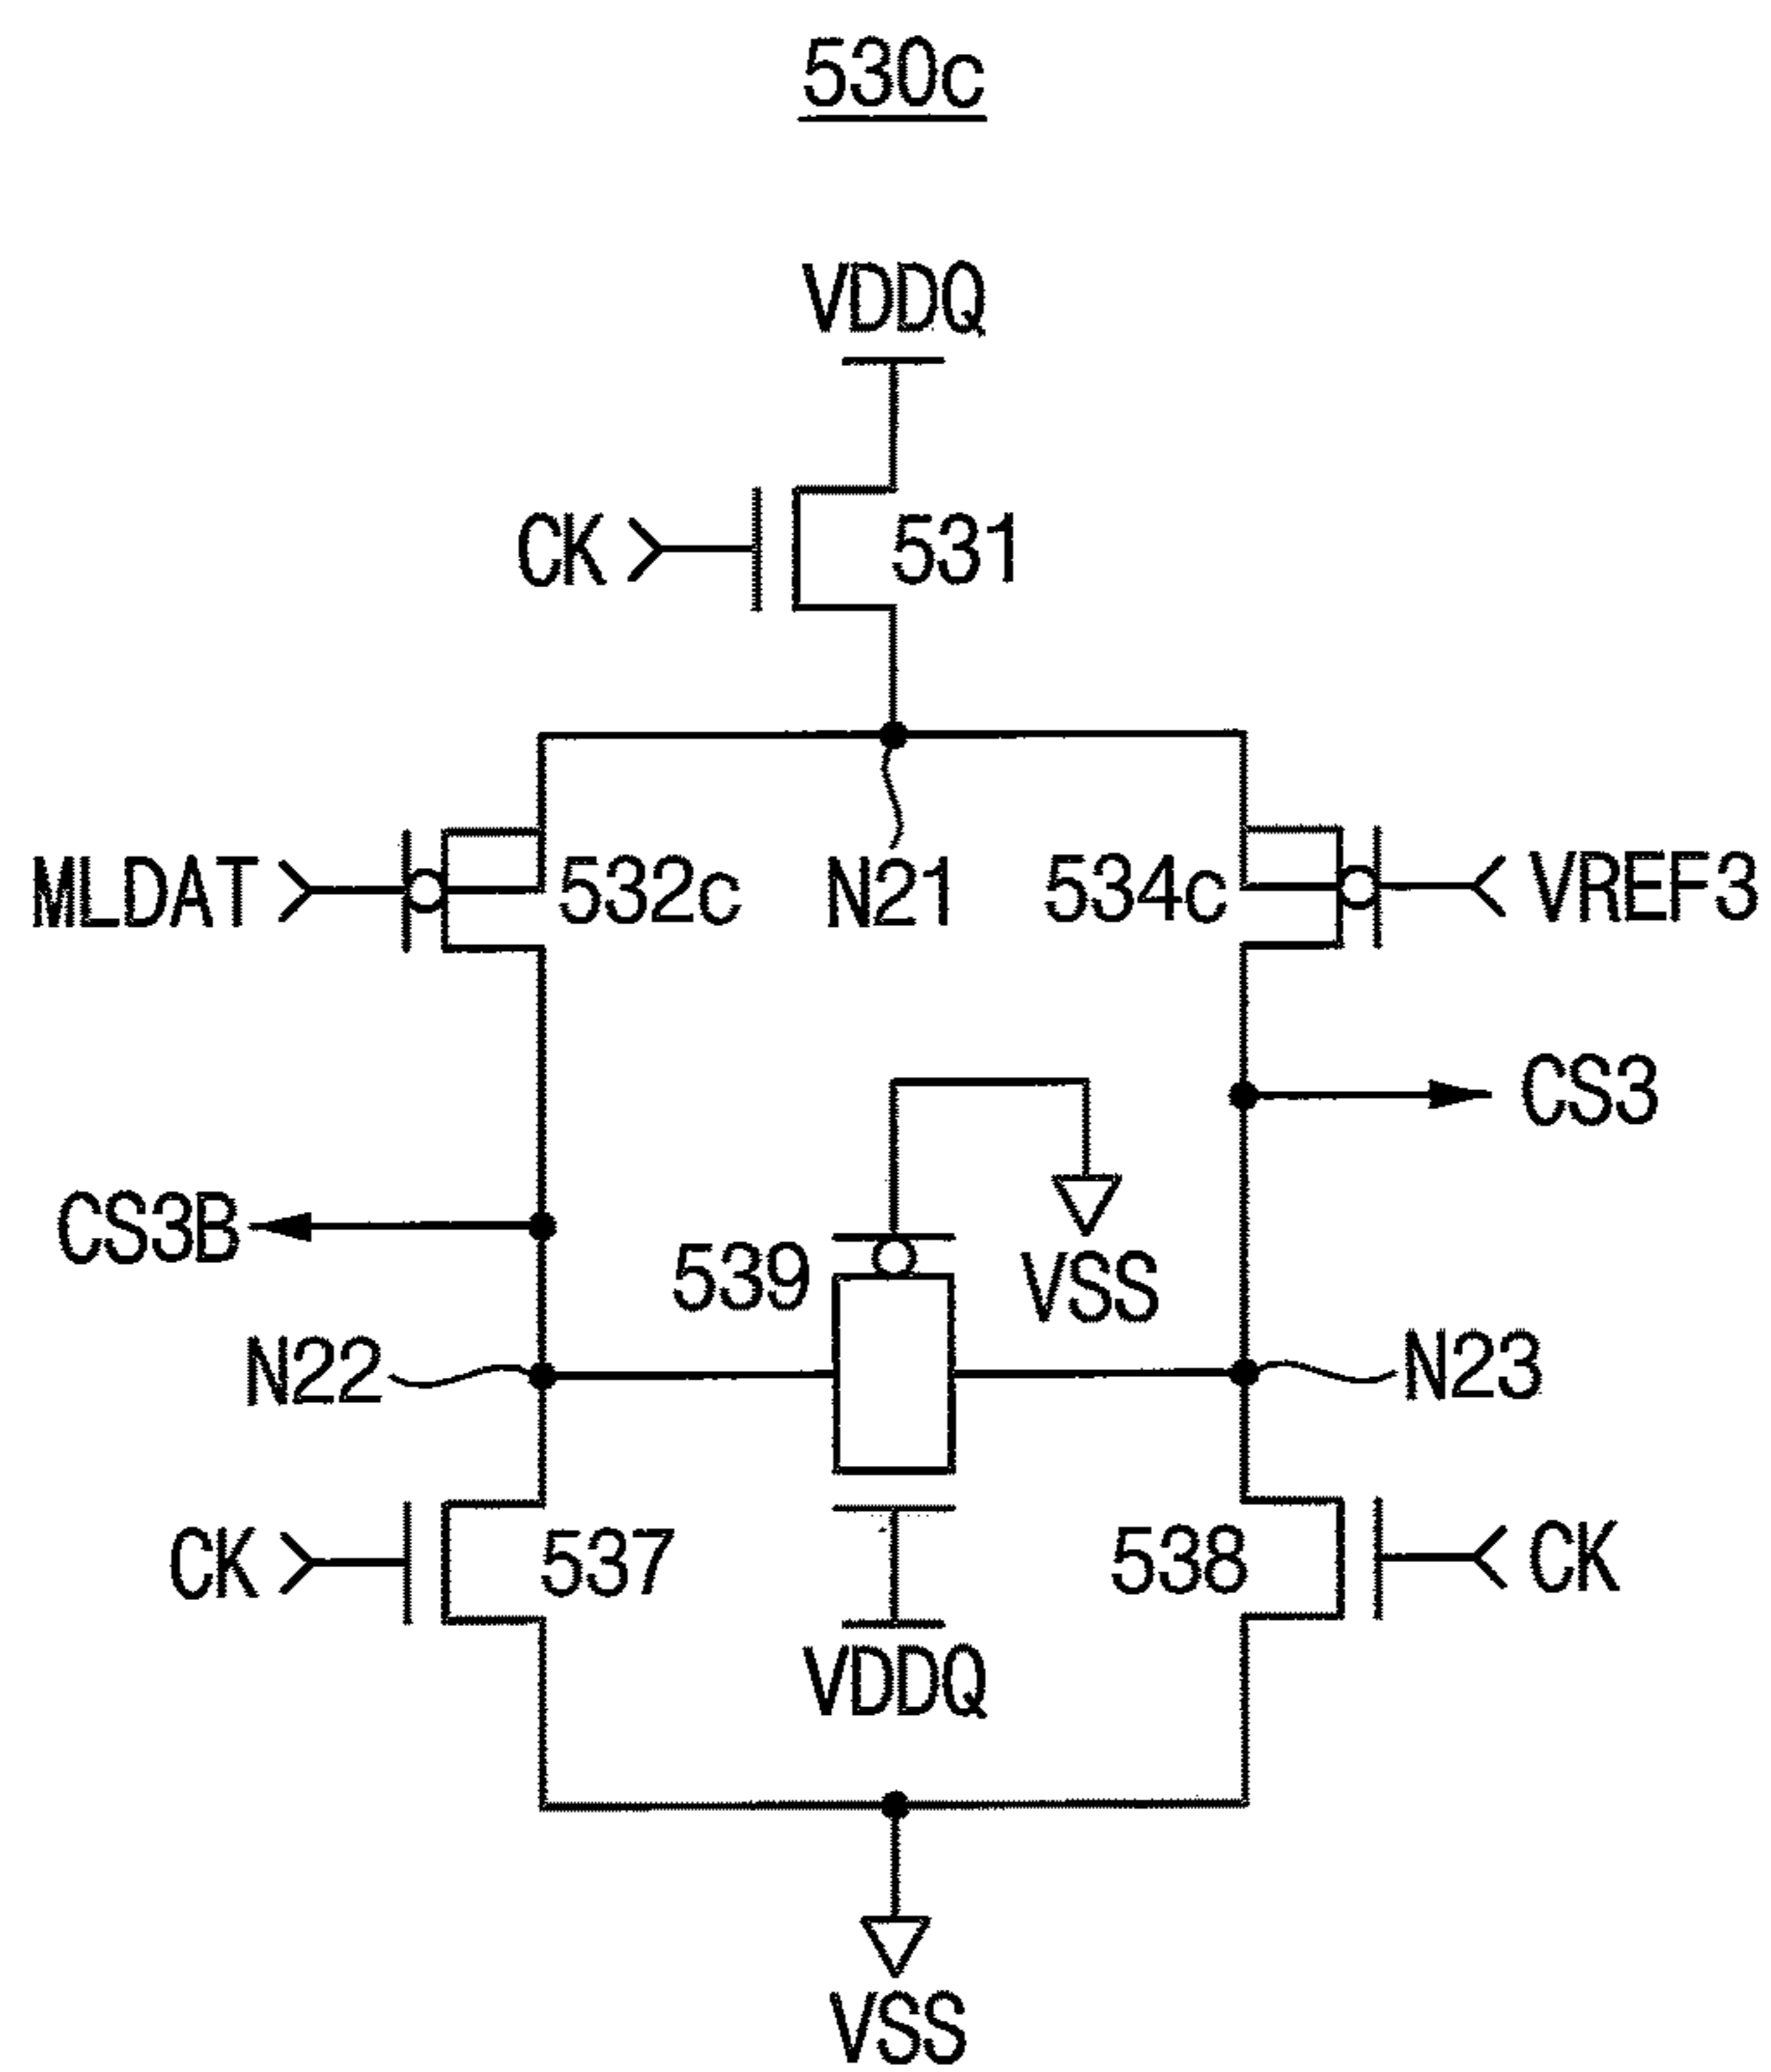 530c
VDDQ
CK 531
MLDAT 532c N21 534c VREF3
CS3
CS3B 539 VSS
N22 N23
CK 537 538 CK
VDDQ
VSS